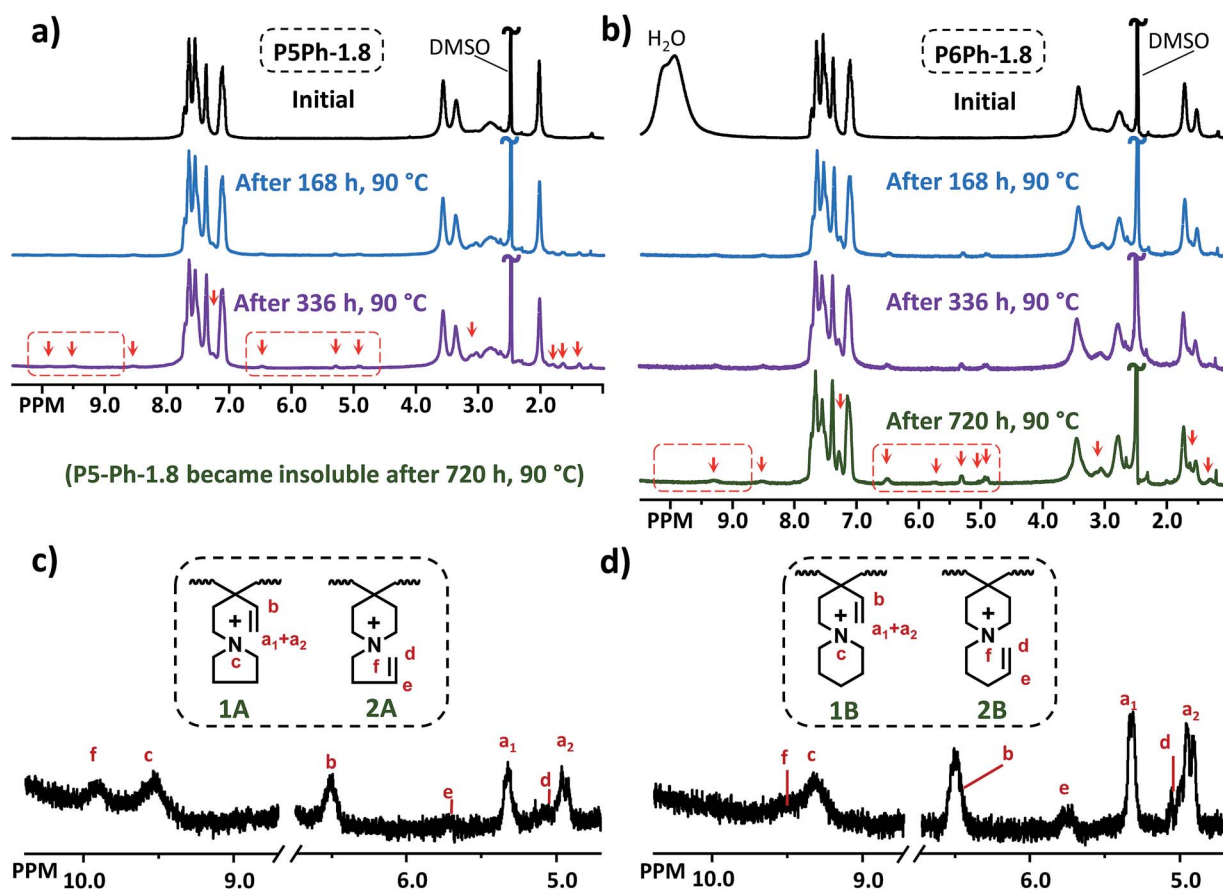 a)
P5Ph-1.8
DMSO
Initial
After 168 h, 90 °C
After 336 h, 90 °C
PPM 9.0 8.0 7.0 6.0 5.0 4.0 3.0 2.0
(P5-Ph-1.8 became insoluble after 720 h, 90 °C)
b)
H2O
P6Ph-1.8
DMSO
Initial
After 168 h, 90 °C
After 336 h, 90 °C
After 720 h, 90 °C
PPM 9.0 8.0 7.0 6.0 5.0 4.0 3.0 2.0
c)
b
+
a1+a2
N
c
1A
+
N
d
f
e
2A
f
c
b
e
a1
d
a2
PPM 10.0 9.0 6.0 5.0
d)
b
+
a1+a2
N
c
1B
+
N
d
f
e
2B
f
c
b
e
a1
d
a2
PPM 10.0 9.0 6.0 5.0